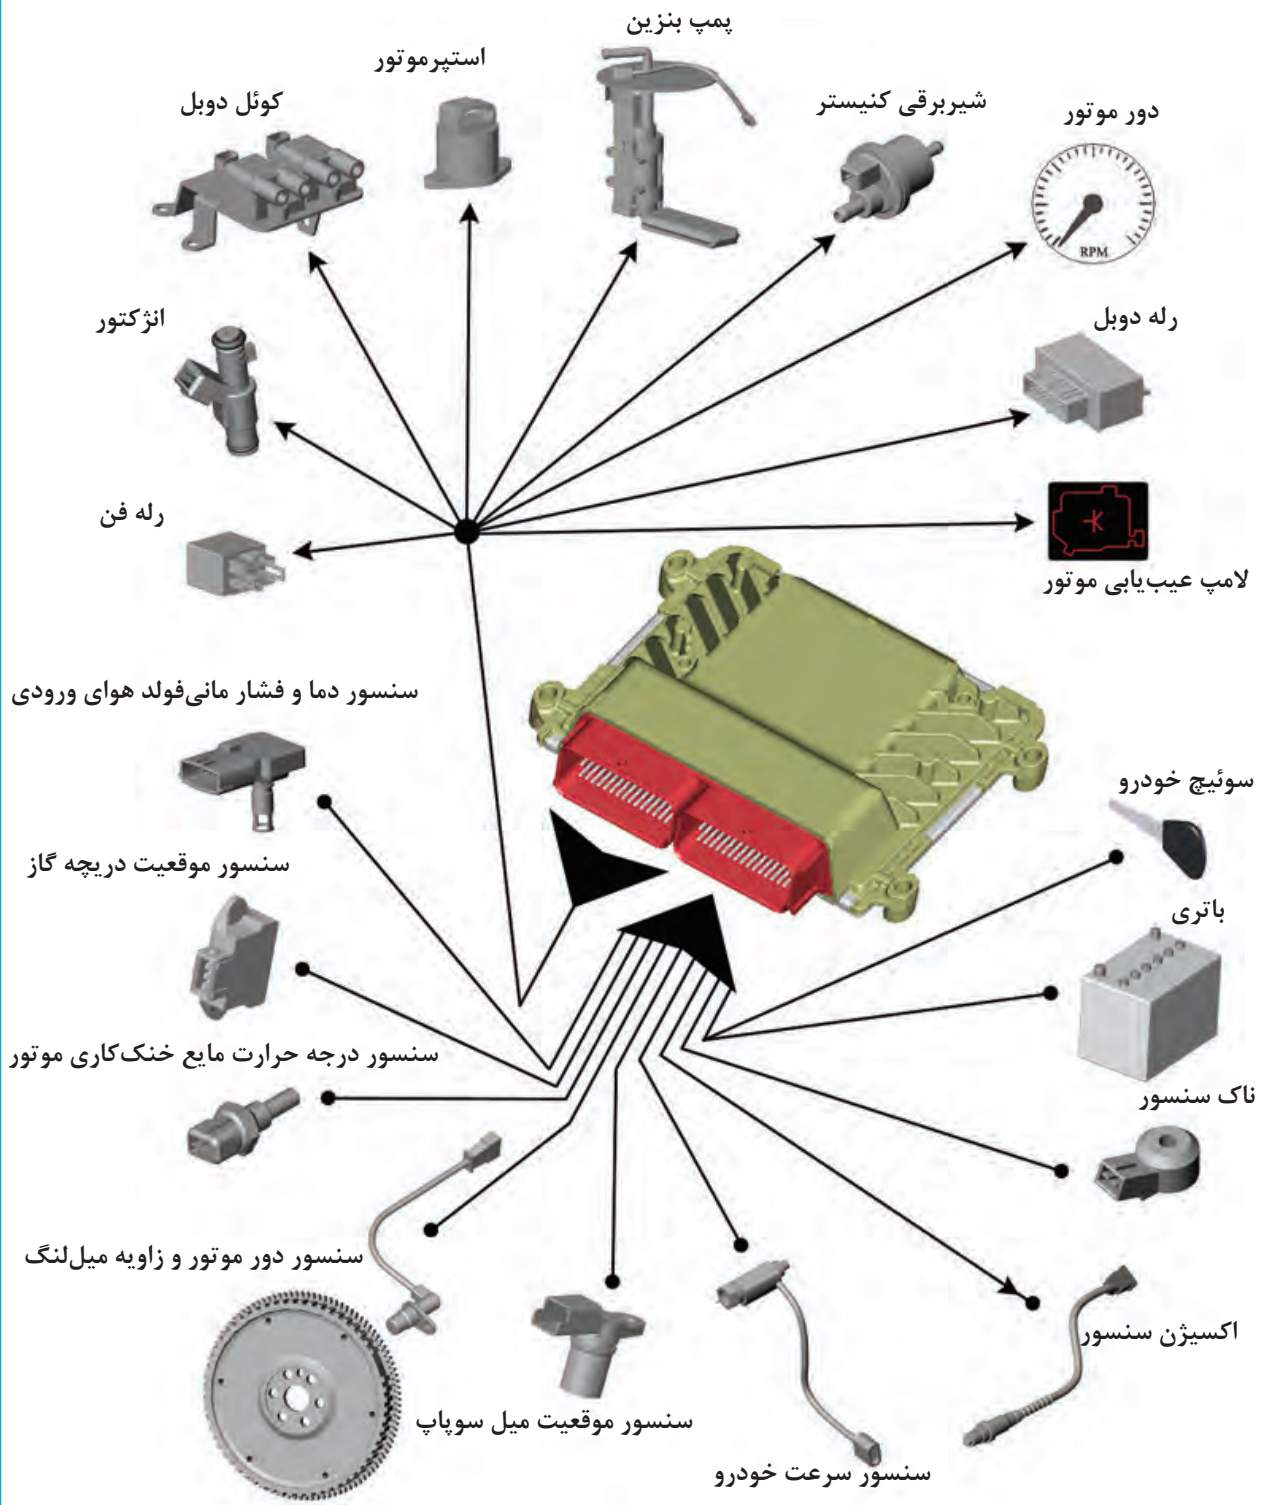 پمپ بنزین
استپرموتور
کوئل دوبل
شیربرقی کنیستر
دور موتور
RPM
انژکتور
رله دوبل
رله فن
لامپ عیب‌یابی موتور
سنسور دما و فشار مانی‌فولد هوای ورودی
سوئیچ خودرو
سنسور موقعیت دریچه گاز
باتری
سنسور درجه حرارت مایع خنک‌کاری موتور
ناک سنسور
سنسور دور موتور و زاویه میل‌لنگ
اکسیژن سنسور
سنسور موقعیت میل سوپاپ
سنسور سرعت خودرو